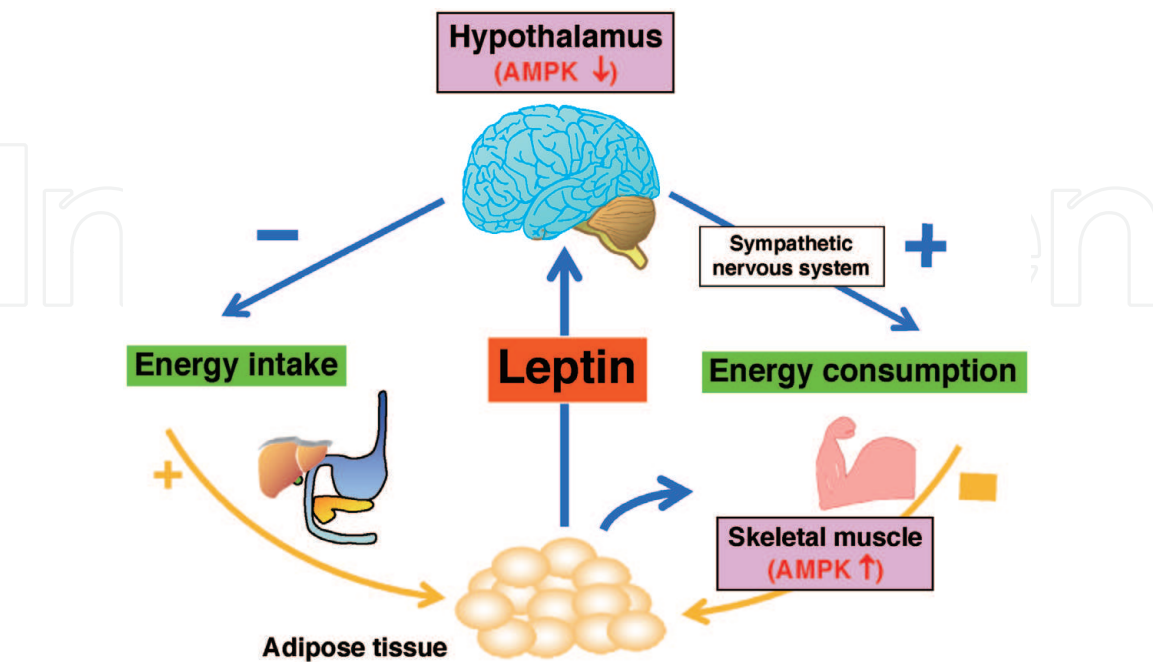 Hypothalamus
(AMPK ↓)
−
Sympathetic
nervous system
+
Energy intake
Leptin
Energy consumption
+
Skeletal muscle
(AMPK ↑)
Adipose tissue